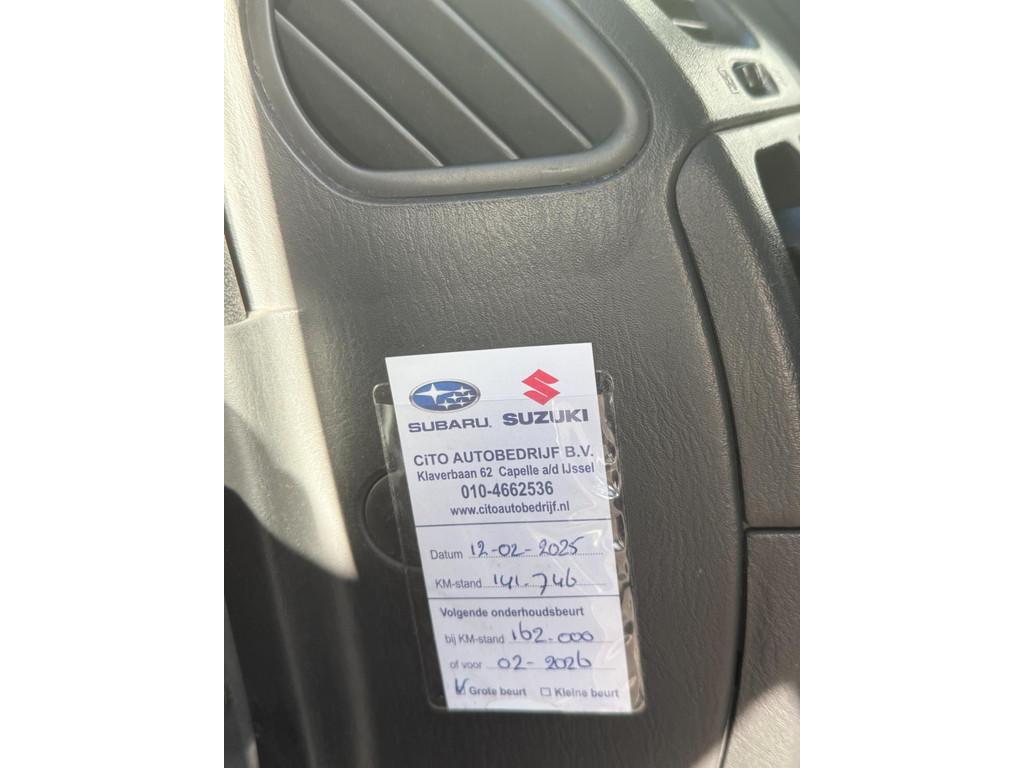 SUBARU. SUZUKI
CiTO AUTOBEDRIJF B.V.
Klaverbaan 62 Capelle a/d IJssel
010-4662536
www.citoautobedrijf.nl
Datum 12-02-2025
KM-stand 141.746
Volgende onderhoudsbeurt
bij KM-stand 162.000
of voor 02-2026
Grote beurt Kleine beurt